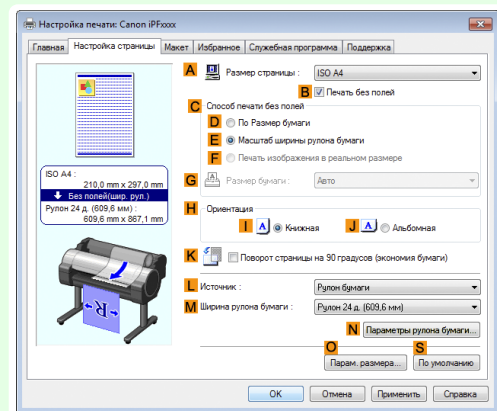 Настройка печати: Canon iPFxxxx
Главная Настройка страницы Макет Избранное Служебная программа Поддержка
A Размер страницы : ISO A4
B Печать без полей
C Способ печати без полей
D По Размер бумаги
E Масштаб ширины рулона бумаги
F Печать изображения в реальном размере
G Размер бумаги : Авто
ISO A4 :
210,0 mm x 297,0 mm
Без полей(шир. рул.)
Рулон 24 д. (609,6 мм) :
609,6 mm x 867,1 mm
H Ориентация
I A Книжная J A Альбомная
K Поворот страницы на 90 градусов (экономия бумаги)
R
L Источник : Рулон бумаги
M Ширина рулона бумаги : Рулон 24 д. (609,6 мм)
N Параметры рулона бумаги...
O S
Парам. размера... По умолчанию
OK Отмена Применить Справка